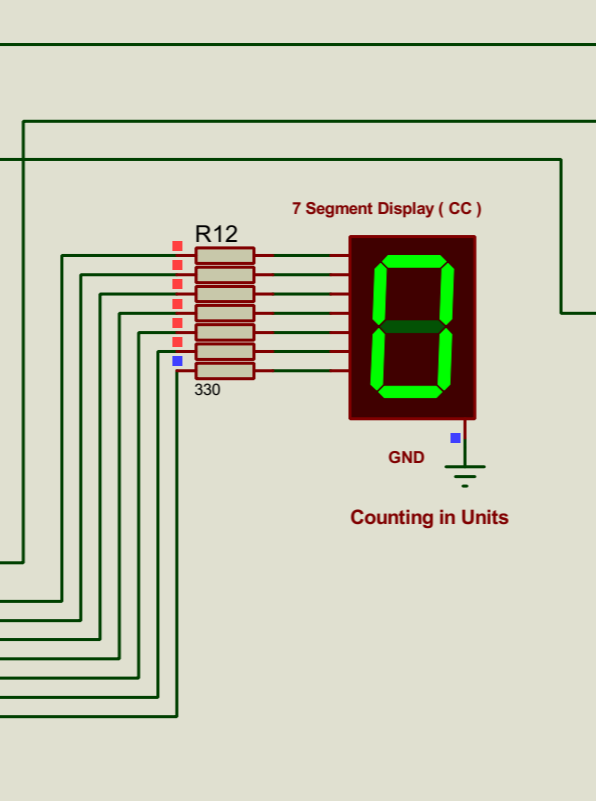 7 Segment Display ( CC )
R12
330
GND
Counting in Units